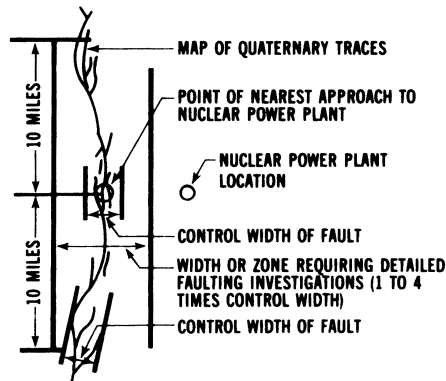 MAP OF QUATERNARY TRACES
POINT OF NEAREST APPROACH TO
NUCLEAR POWER PLANT
10 MILES
NUCLEAR POWER PLANT
LOCATION
CONTROL WIDTH OF FAULT
WIDTH OR ZONE REQUIRING DETAILED
FAULTING INVESTIGATIONS (1 TO 4
TIMES CONTROL WIDTH)
10 MILES
CONTROL WIDTH OF FAULT